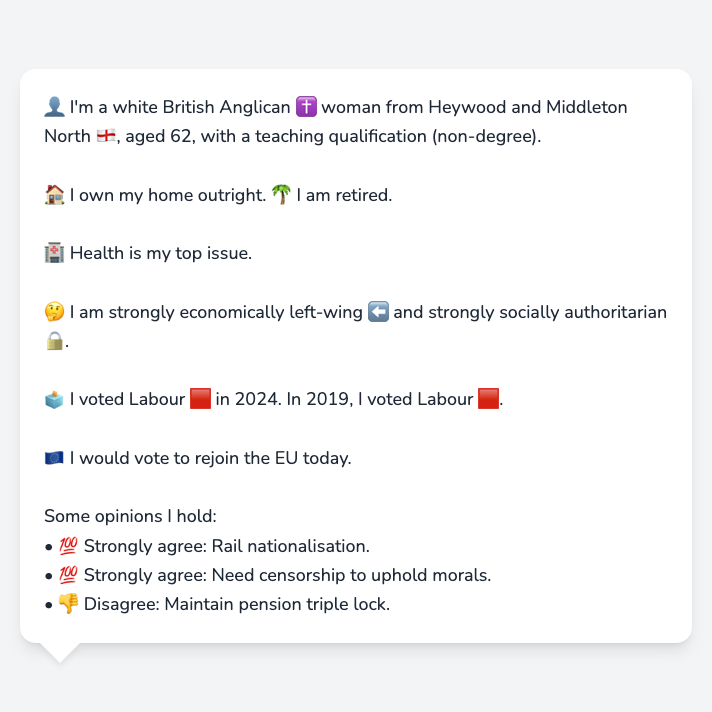 👤 I'm a white British Anglican ✝️ woman from Heywood and Middleton
North 🏴󠁧󠁢󠁥󠁮󠁧󠁿, aged 62, with a teaching qualification (non-degree).
🏠 I own my home outright. 🌴 I am retired.
🏥 Health is my top issue.
🤔 I am strongly economically left-wing ⬅️ and strongly socially authoritarian
🔒.
🗳️ I voted Labour 🟥 in 2024. In 2019, I voted Labour 🟥.
🇪🇺 I would vote to rejoin the EU today.
Some opinions I hold:
• 💯 Strongly agree: Rail nationalisation.
• 💯 Strongly agree: Need censorship to uphold morals.
• 👎 Disagree: Maintain pension triple lock.